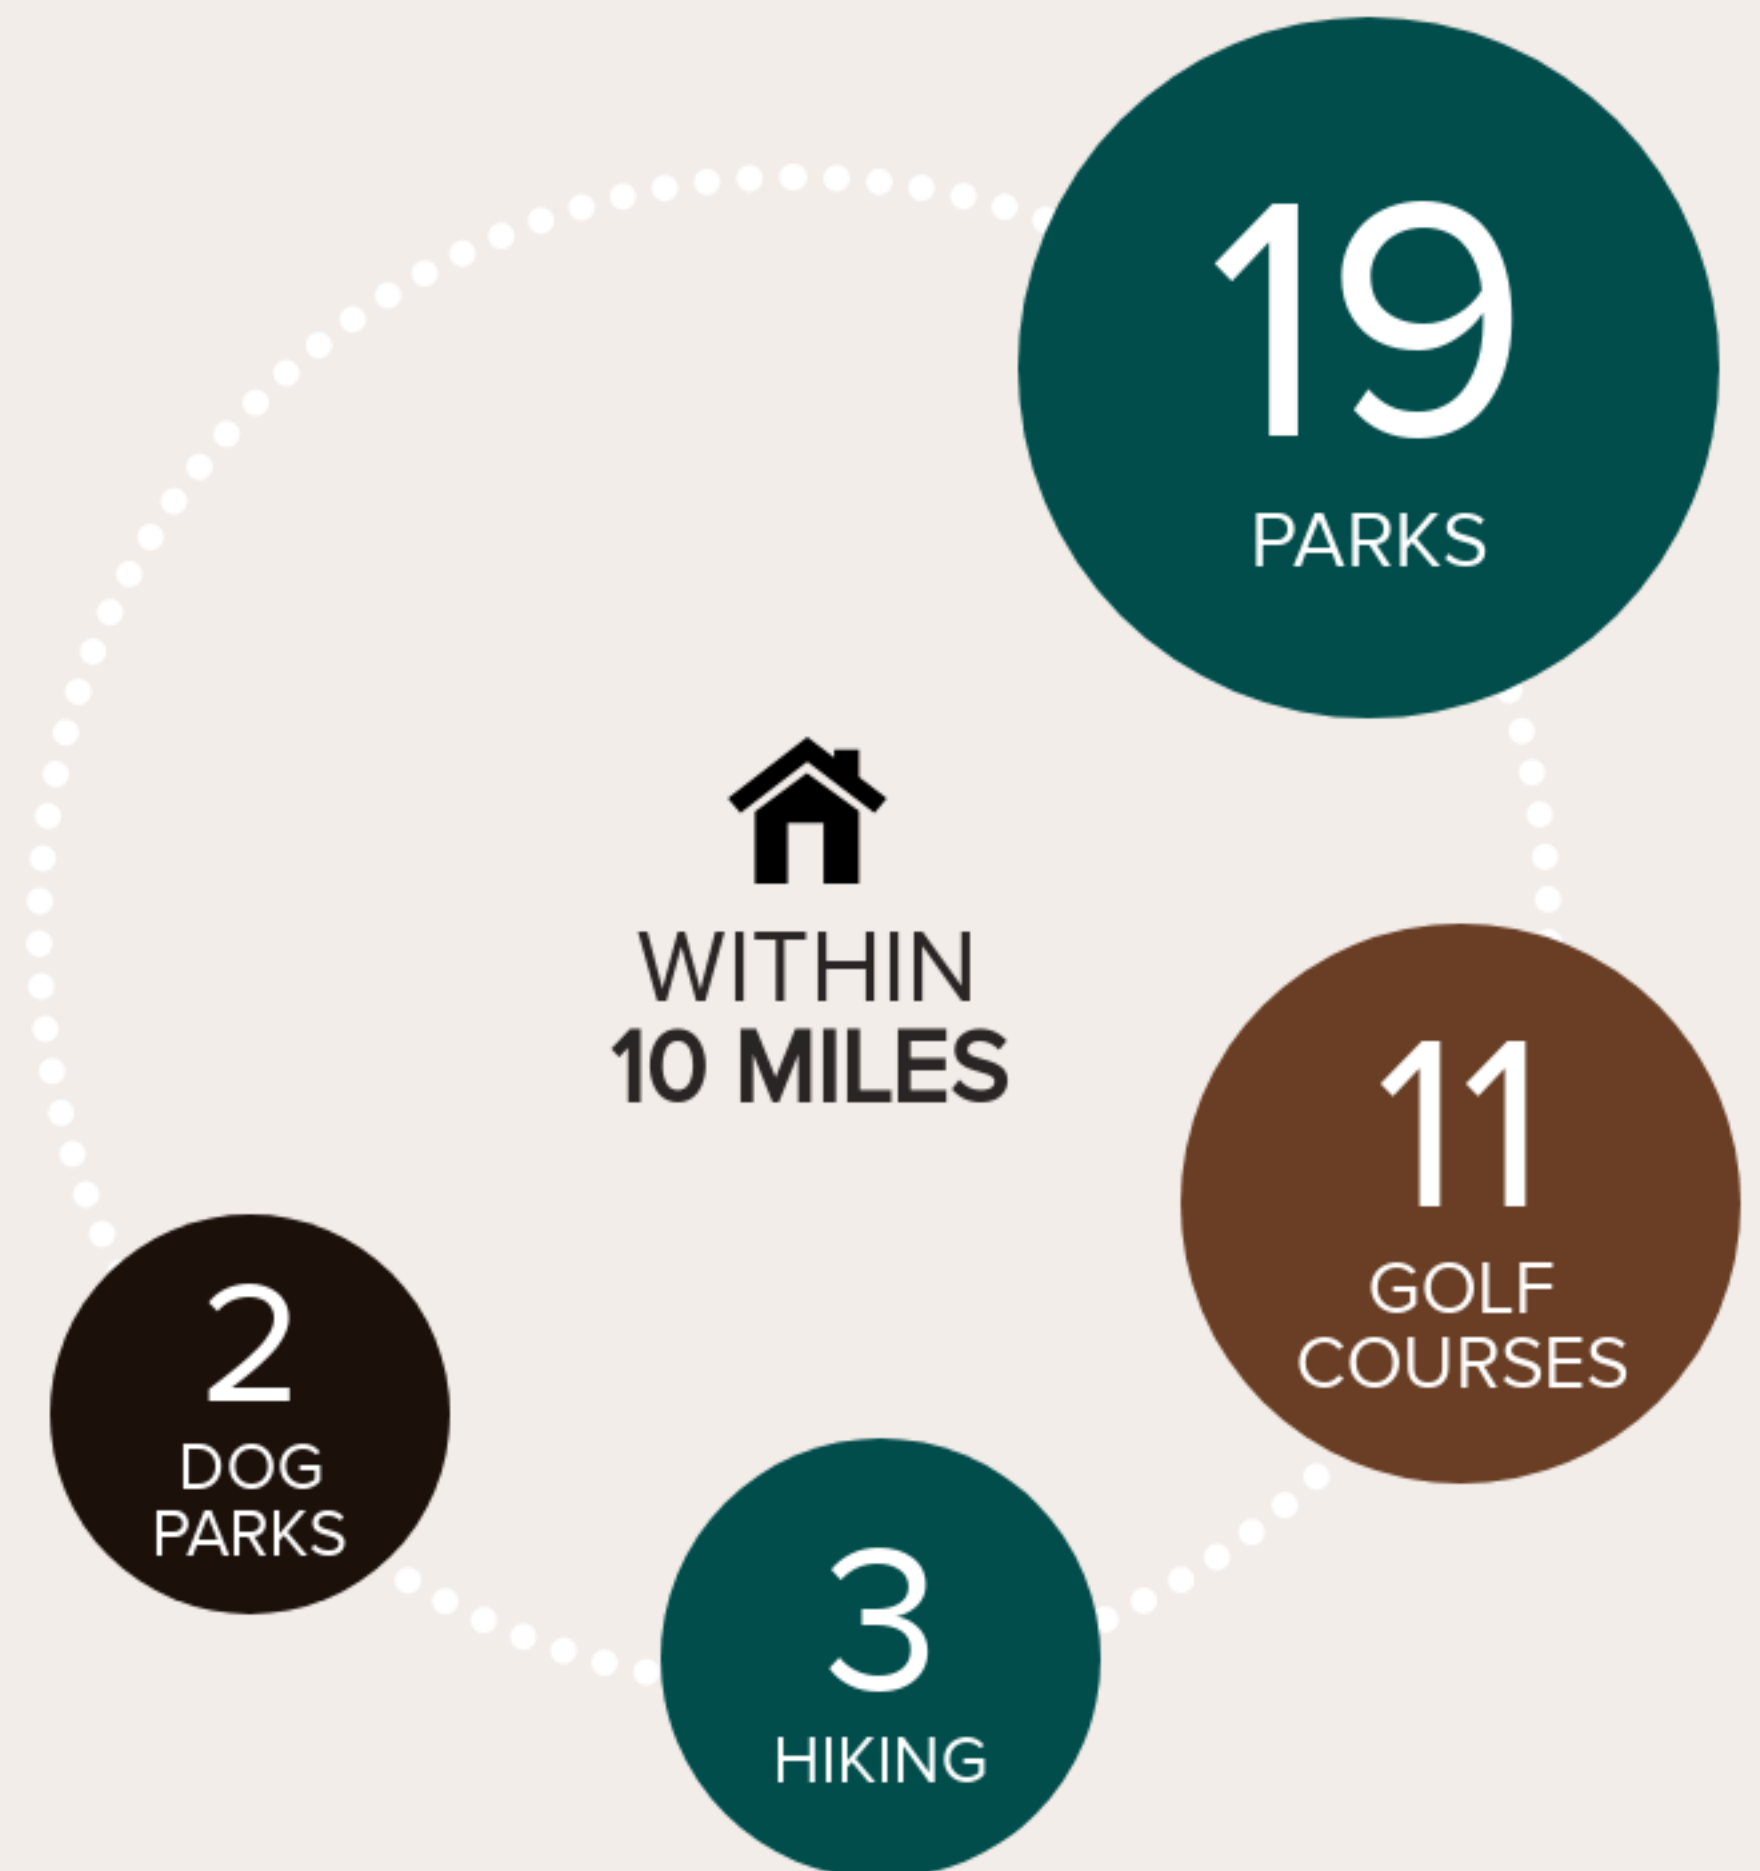 19
PARKS
WITHIN
10 MILES
11
GOLF
COURSES
2
DOG
PARKS
3
HIKING